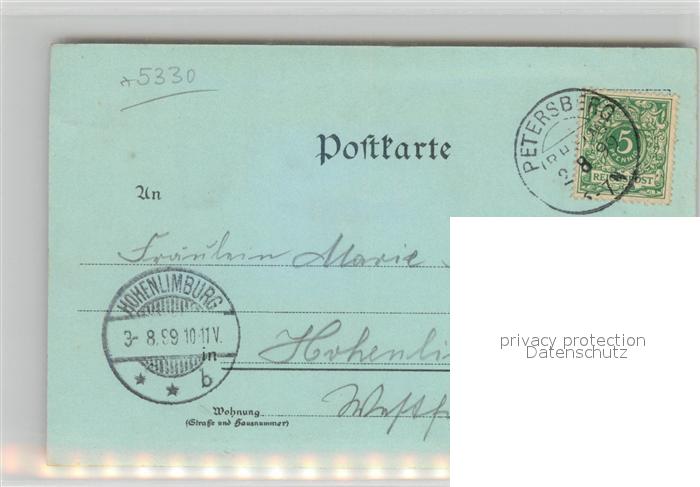 *5330
Postkarte
PETERSBERG
5
REICHSPOST
An
Fräulein Marie
HOHENLIMBURG
3- 8.99 10-11V.
* * b
in Hohenli
Westf
Wohnung
(Straße und Hausnummer)
privacy protection
Datenschutz